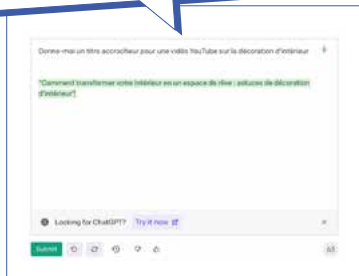 Donne-moi un titre accrocheur pour une vidéo YouTube sur la décoration d'intérieur
"Comment transformer votre intérieur en un espace de rêve : astuces de décoration
d'intérieur"
Looking for ChatGPT? Try it now
Submit